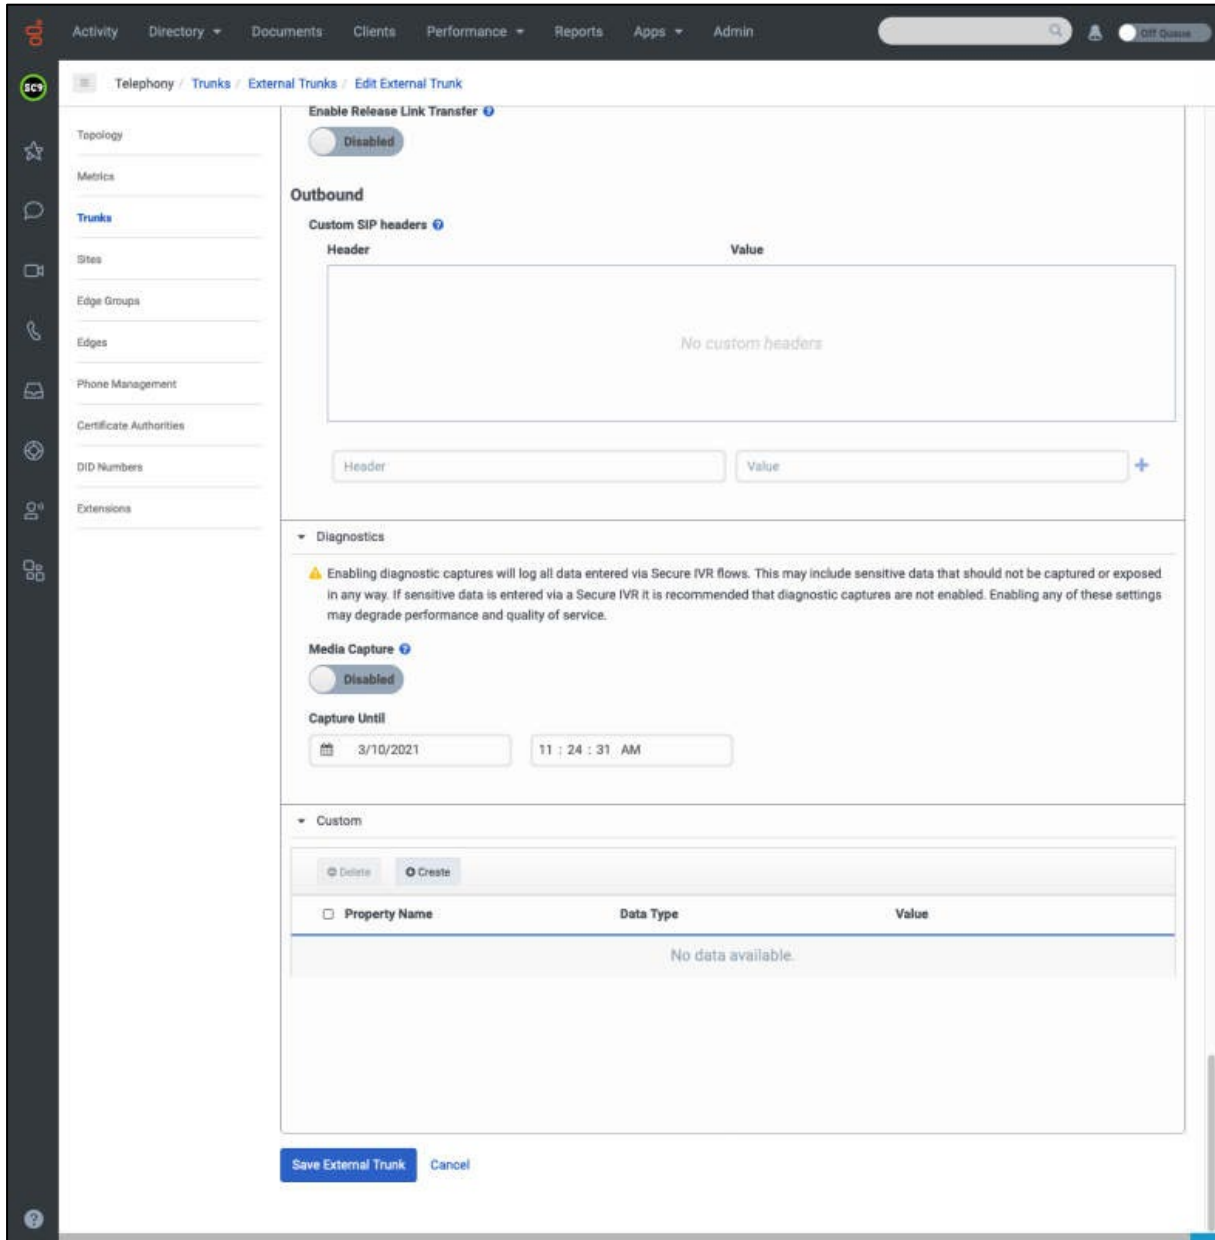 Activity Directory Documents Clients Performance Reports Apps Admin Off Queue
SC9 Telephony / Trunks / External Trunks / Edit External Trunk
Topology
Metrics
Trunks
Sites
Edge Groups
Edges
Phone Management
Certificate Authorities
DID Numbers
Extensions
Enable Release Link Transfer
Disabled
Outbound
Custom SIP headers
Header Value
No custom headers
Header Value
Diagnostics
Enabling diagnostic captures will log all data entered via Secure IVR flows. This may include sensitive data that should not be captured or exposed
in any way. If sensitive data is entered via a Secure IVR it is recommended that diagnostic captures are not enabled. Enabling any of these settings
may degrade performance and quality of service.
Media Capture
Disabled
Capture Until
3/10/2021 11 : 24 : 31 AM
Custom
Delete Create
Property Name Data Type Value
No data available.
Save External Trunk Cancel